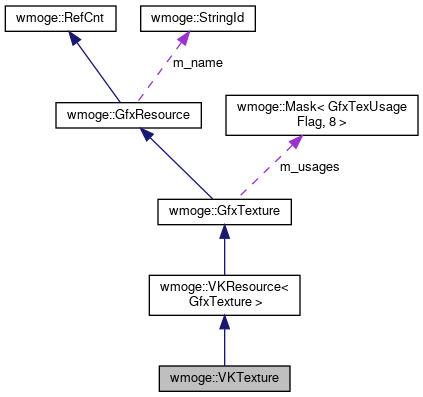 wmoge::RefCnt
wmoge::StringId
m_name
wmoge::GfxResource
wmoge::Mask< GfxTexUsage
Flag, 8 >
m_usages
wmoge::GfxTexture
wmoge::VKResource<
GfxTexture >
wmoge::VKTexture